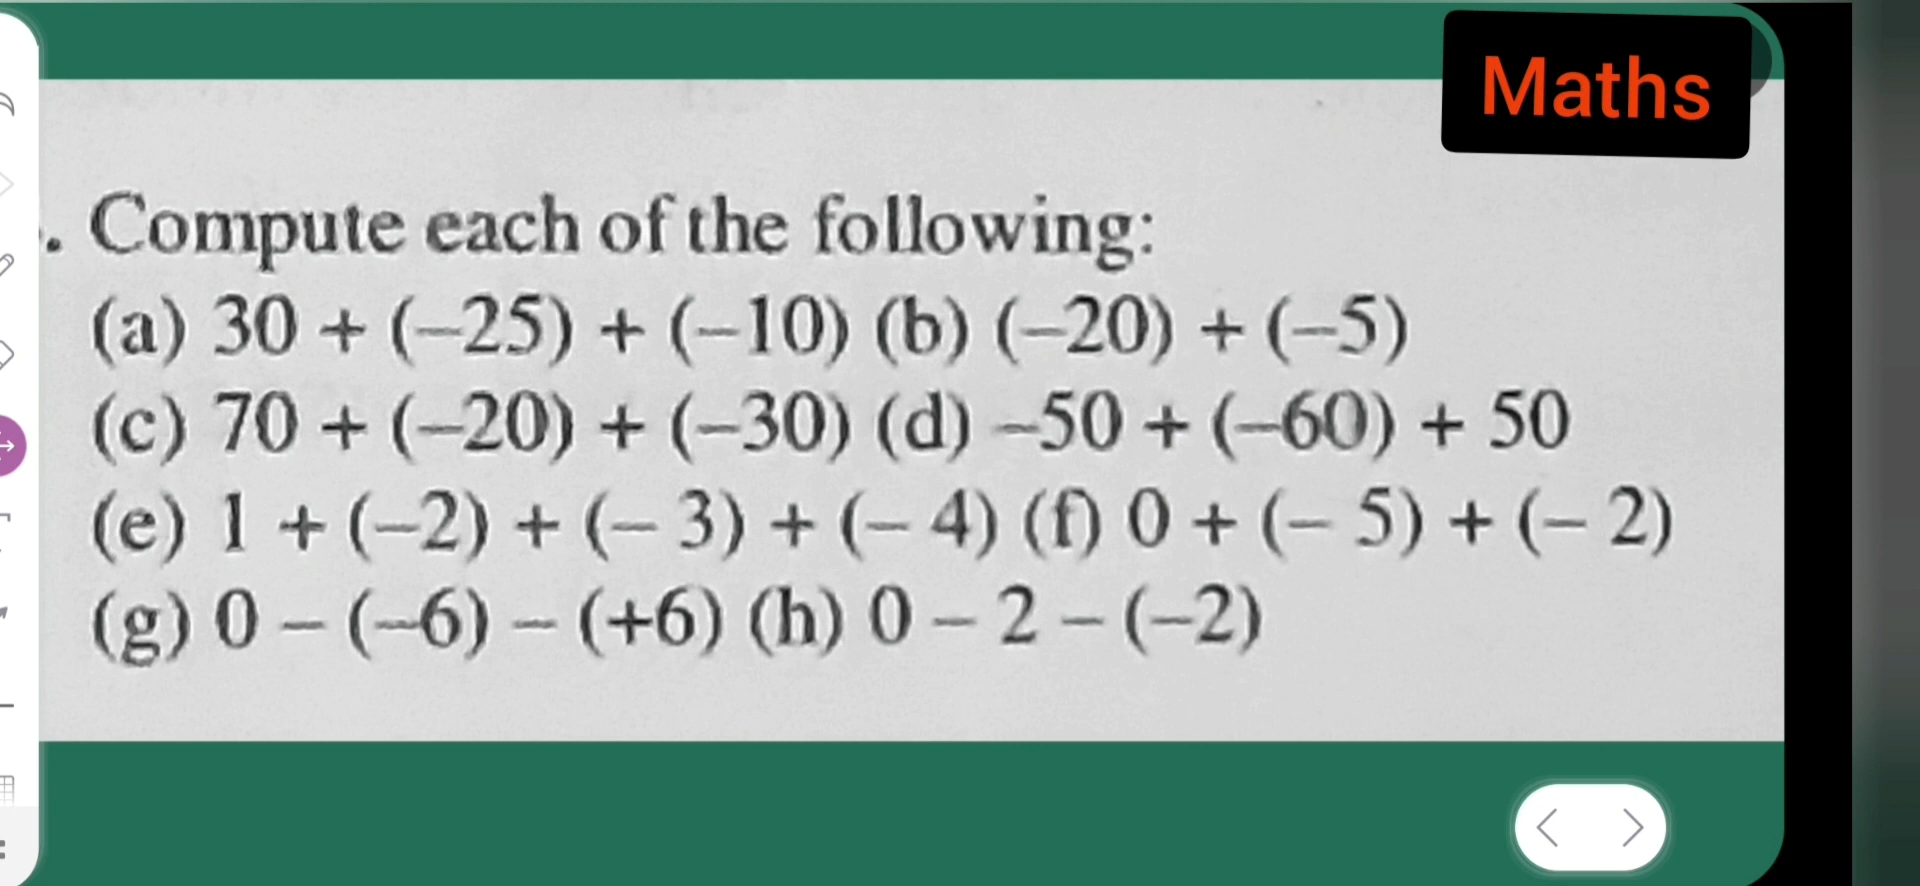 Maths
. Compute each of the following:
(a) 30 + (–25) + (–10) (b) (–20) + (–5)
(c) 70 + (–20) + (–30) (d) –50 + (–60) + 50
(e) 1 + (–2) + (– 3) + (– 4) (f) 0 + (– 5) + (– 2)
(g) 0 – (–6) – (+6) (h) 0 – 2 – (–2)